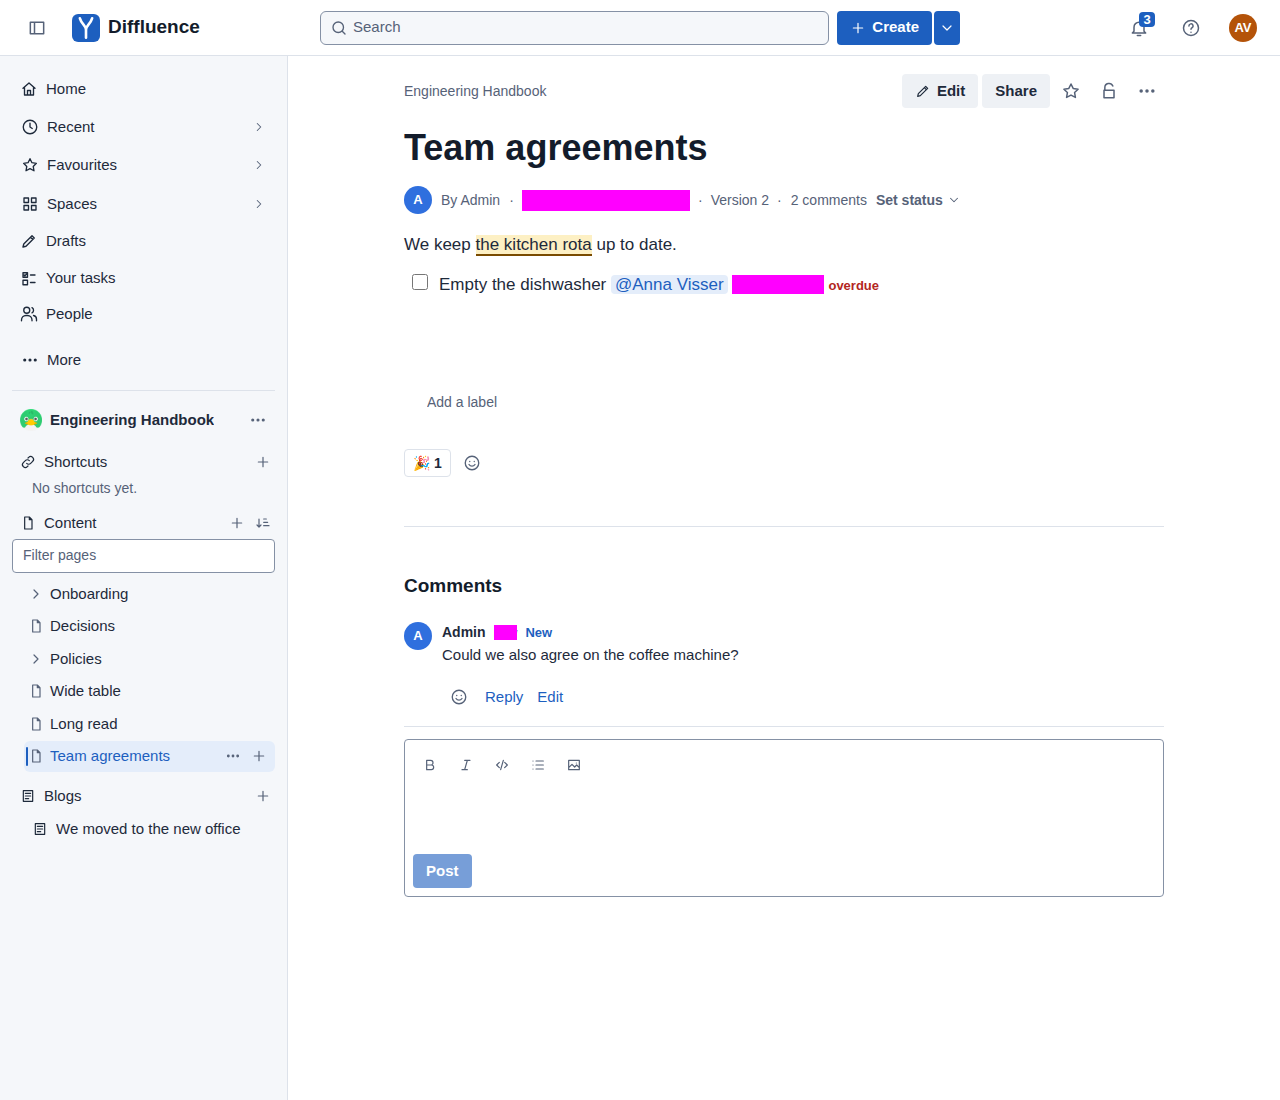 Diffluence
Search
Create
3
AV
Home
Recent
Favourites
Spaces
Drafts
Your tasks
People
More
Engineering Handbook
Shortcuts
No shortcuts yet.
Content
Filter pages
Onboarding
Decisions
Policies
Wide table
Long read
Team agreements
Blogs
We moved to the new office
Engineering Handbook
Edit
Share
Team agreements
A By Admin · · Version 2 · 2 comments Set status
We keep the kitchen rota up to date.
Empty the dishwasher @Anna Visser overdue
Add a label
🎉 1
Comments
A Admin New
Could we also agree on the coffee machine?
Reply Edit
Post